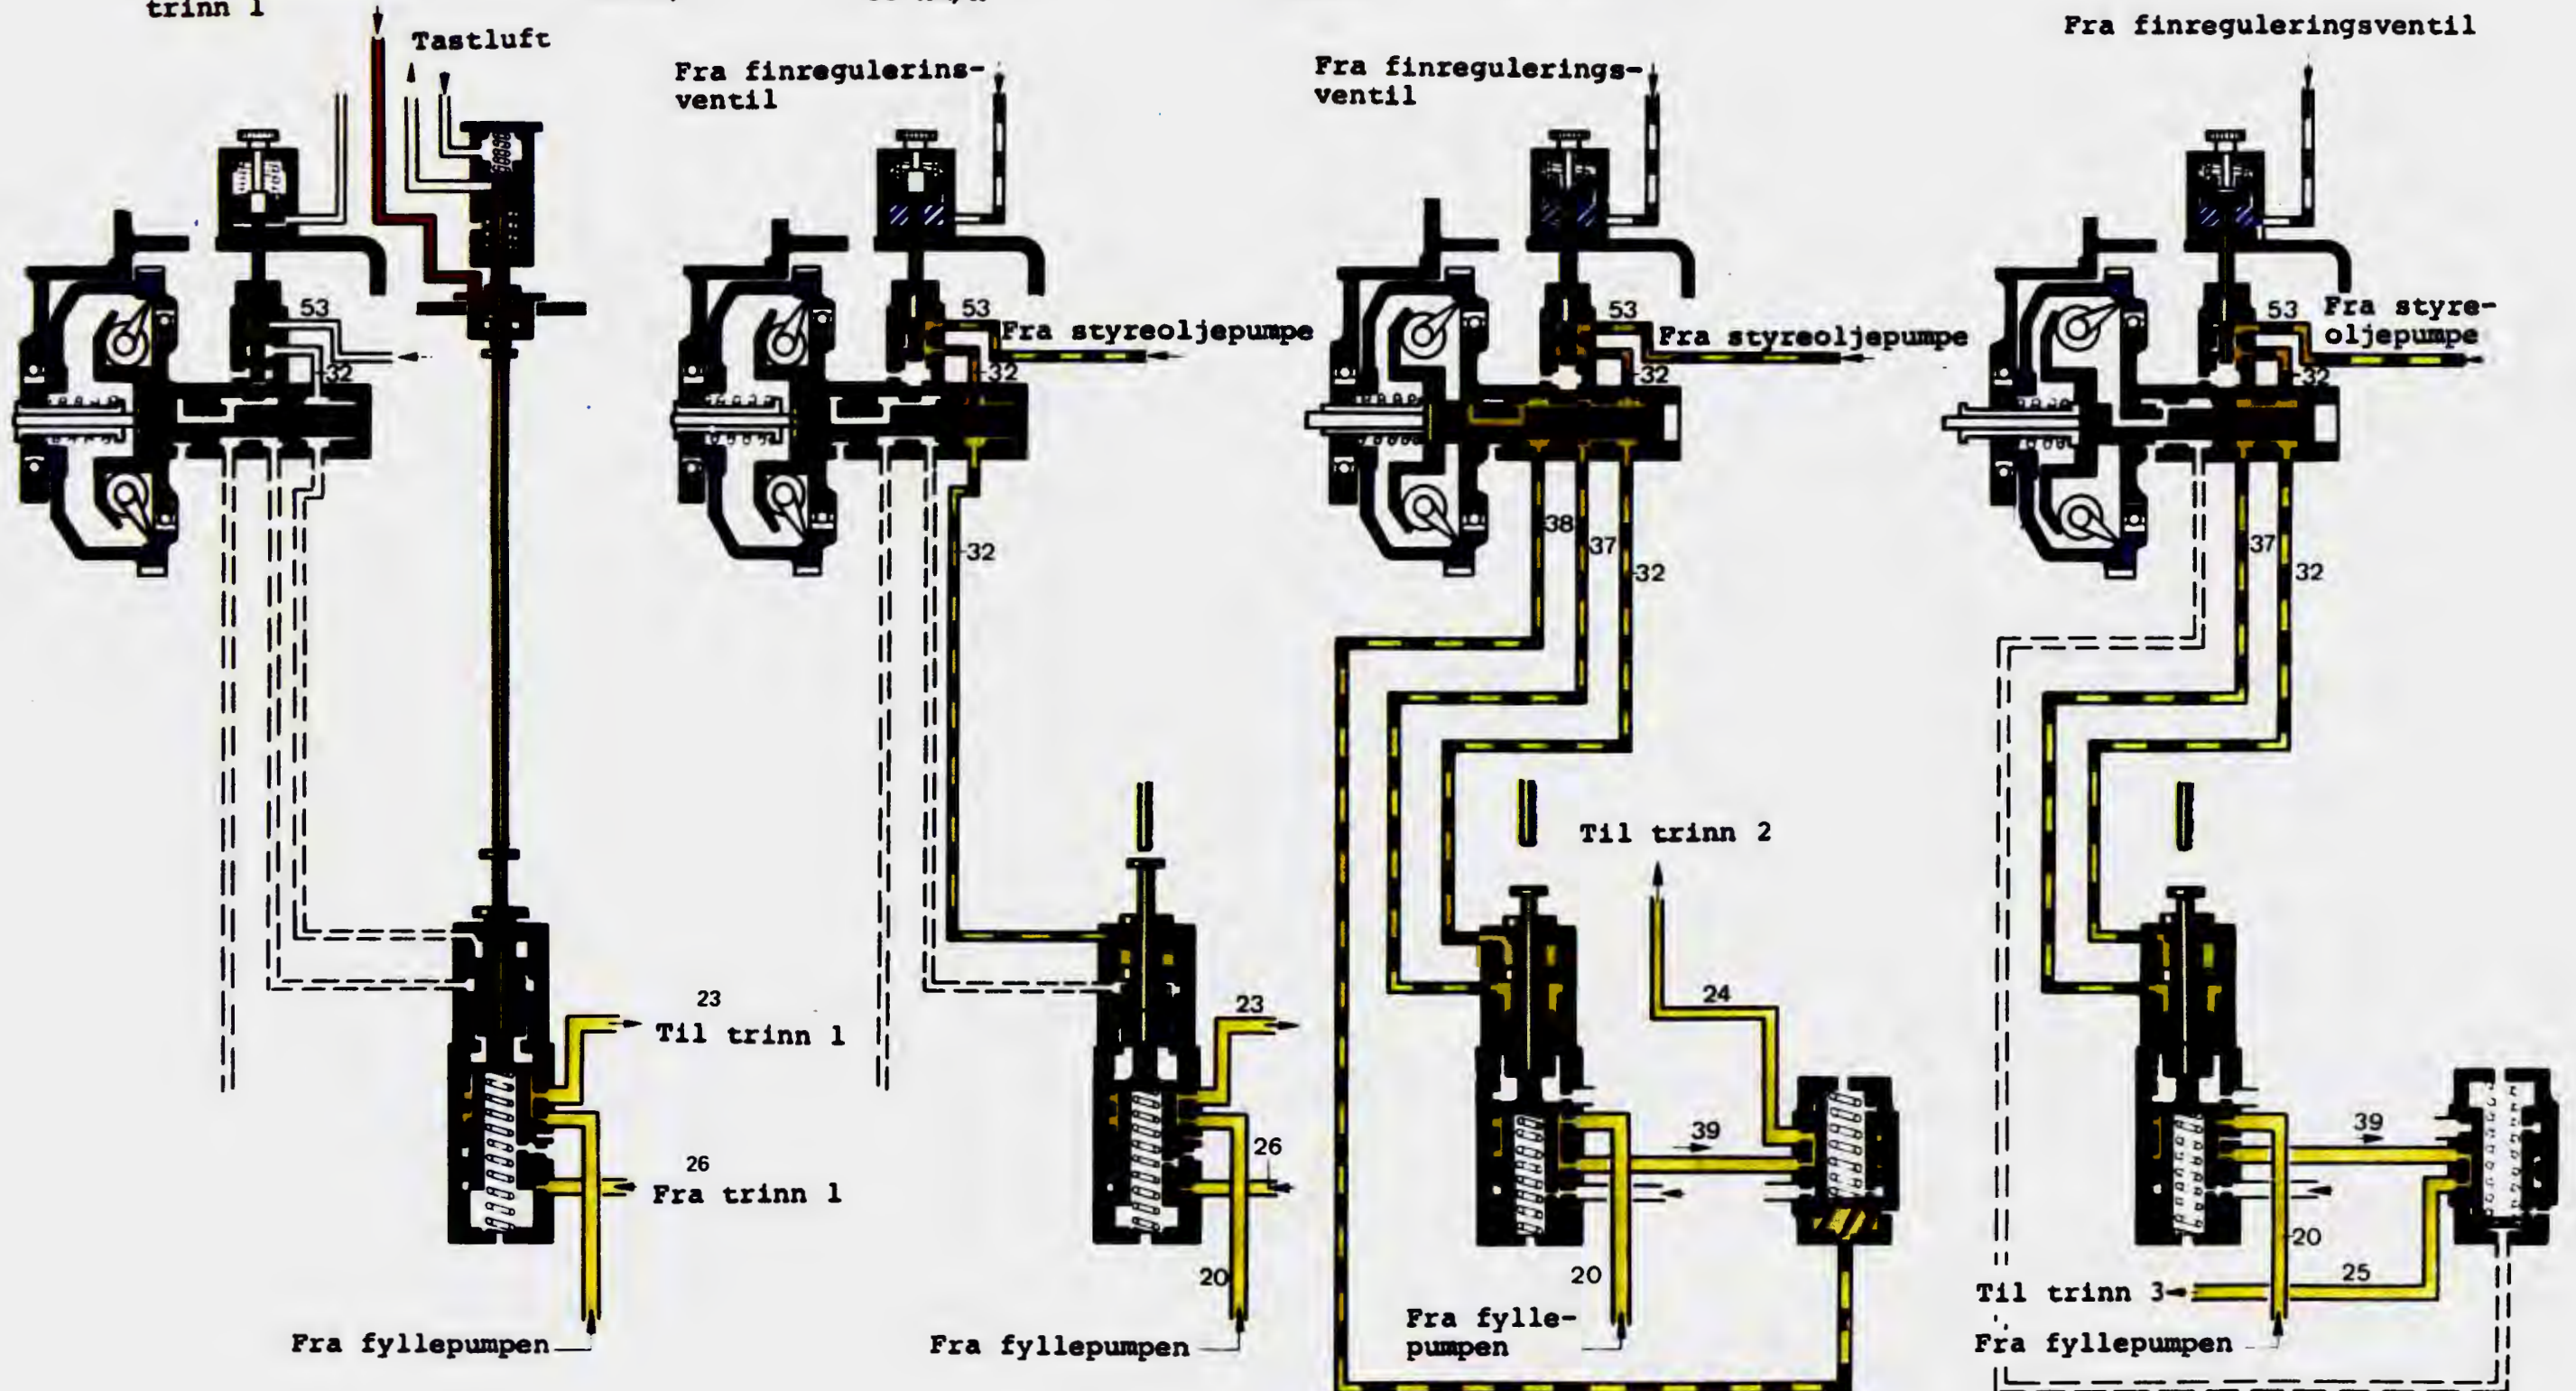 trinn 1
Tastluft
53
32
23
Til trinn 1
26
Fra trinn 1
Fra fyllepumpen
Fra finregulerins-
ventil
53
Fra styreoljepumpe
32
32
23
26
20
Fra fyllepumpen
Fra finregulerings-
ventil
53
Fra styreoljepumpe
32
38
37
32
Til trinn 2
24
39
20
Fra fylle-
pumpen
Fra finreguleringsventil
53
Fra styre-
oljepumpe
32
37
32
39
20
25
Til trinn 3
Fra fyllepumpen